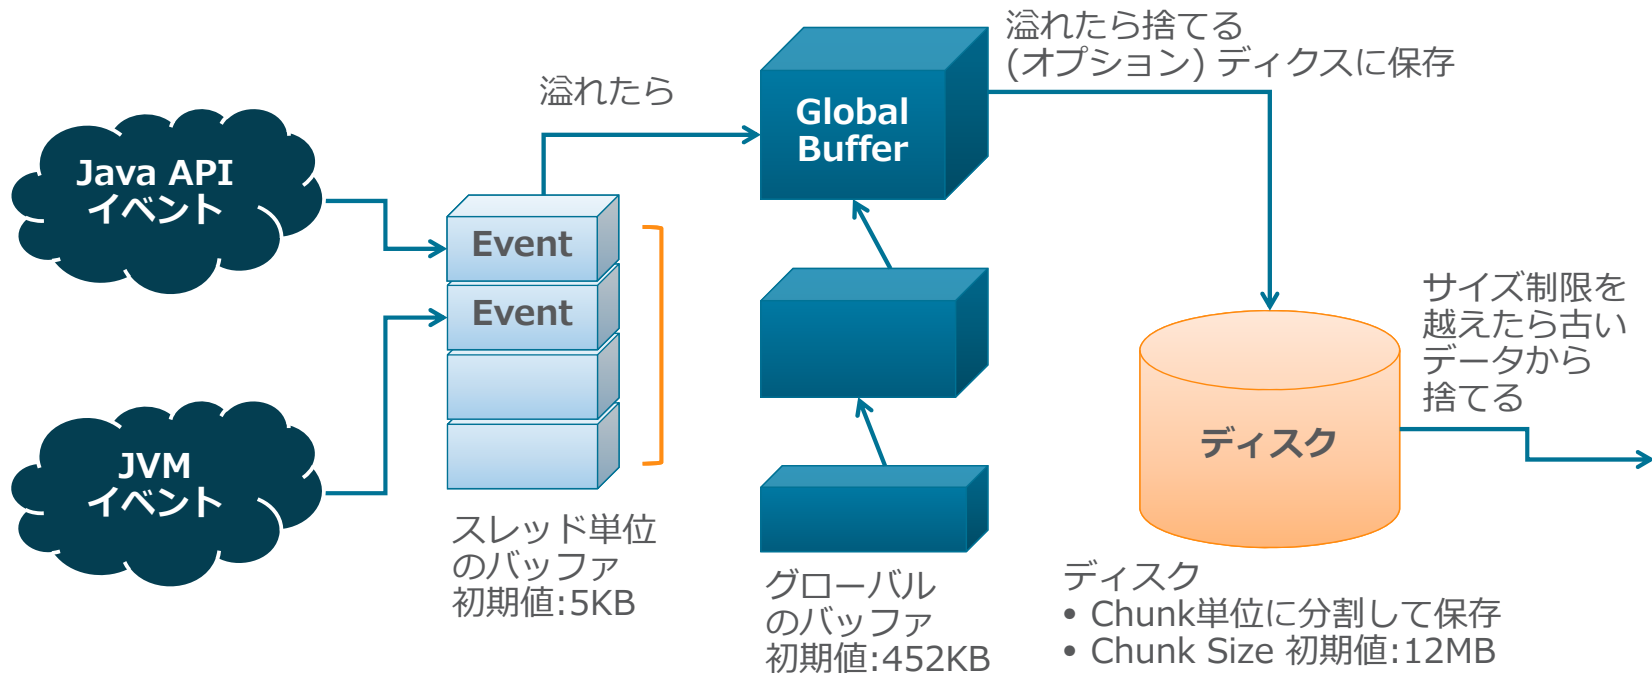 溢れたら捨てる
(オプション) ディクスに保存
溢れたら
Global
Buffer
Java API
イベント
Event
Event
サイズ制限を
越えたら古い
データから
捨てる
ディスク
JVM
イベント
スレッド単位
のバッファ
初期値:5KB
グローバル
のバッファ
初期値:452KB
ディスク
• Chunk単位に分割して保存
• Chunk Size 初期値:12MB